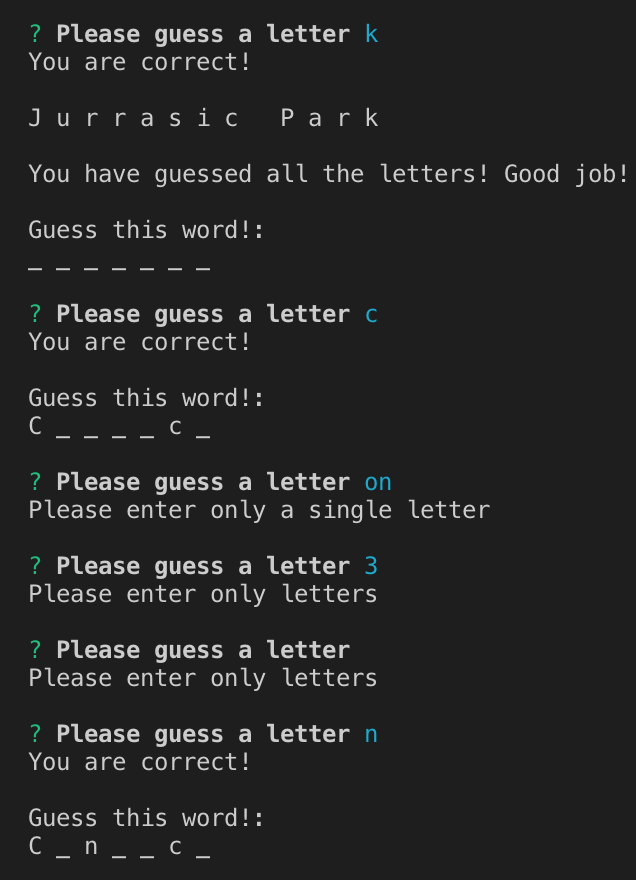 ? Please guess a letter k
You are correct!
J u r r a s i c   P a r k
You have guessed all the letters! Good job!
Guess this word!:
_ _ _ _ _ _ _
? Please guess a letter c
You are correct!
Guess this word!:
C _ _ _ _ c _
? Please guess a letter on
Please enter only a single letter
? Please guess a letter 3
Please enter only letters
? Please guess a letter
Please enter only letters
? Please guess a letter n
You are correct!
Guess this word!:
C _ n _ _ c _